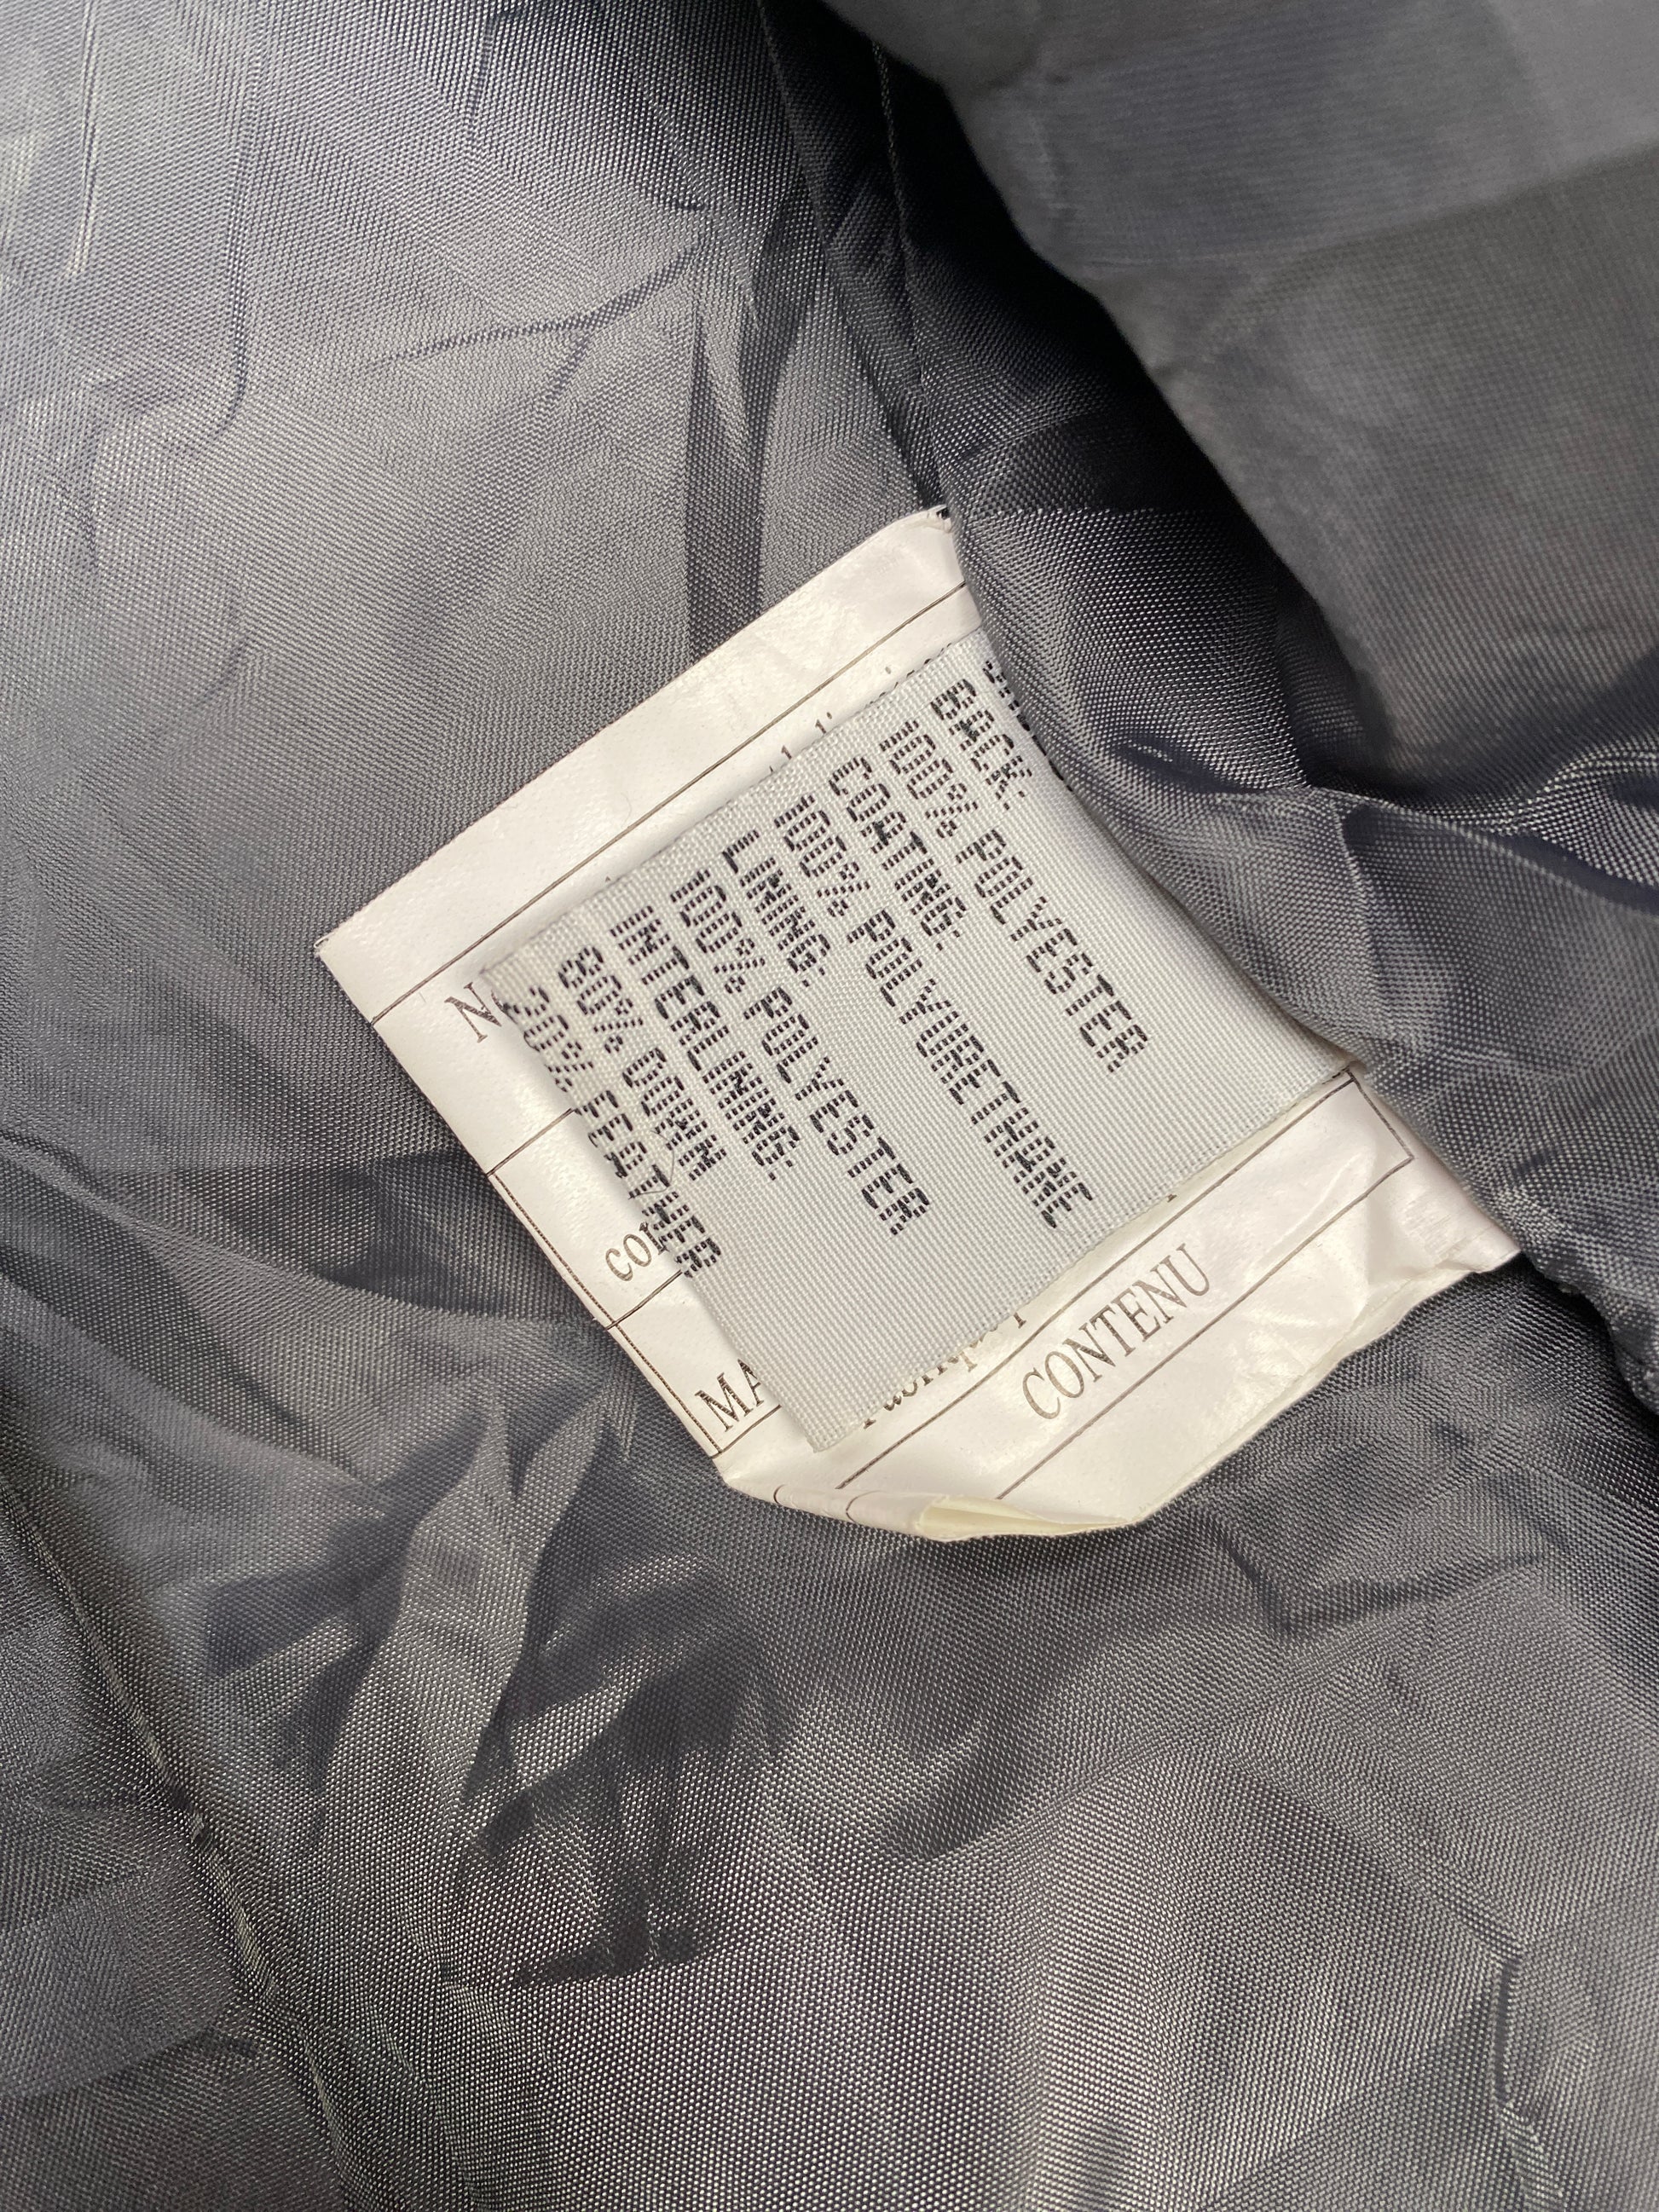 BACK:
100% POLYESTER
COATING:
100% POLYURETHANE
LINING:
100% POLYESTER
INTERLINING:
80% DOWN
20% FEATHER
CONTENU